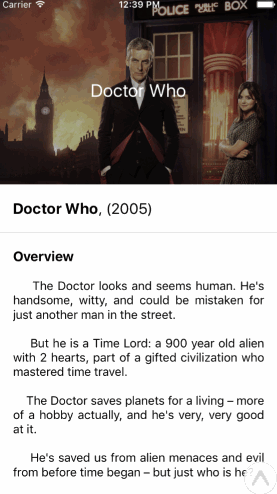 Carrier 12:39 PM
POLICE PUBLIC CALL BOX
Doctor Who
Doctor Who, (2005)
Overview
The Doctor looks and seems human. He's
handsome, witty, and could be mistaken for
just another man in the street.
But he is a Time Lord: a 900 year old alien
with 2 hearts, part of a gifted civilization who
mastered time travel.
The Doctor saves planets for a living – more
of a hobby actually, and he's very, very good
at it.
He's saved us from alien menaces and evil
from before time began – but just who is he?